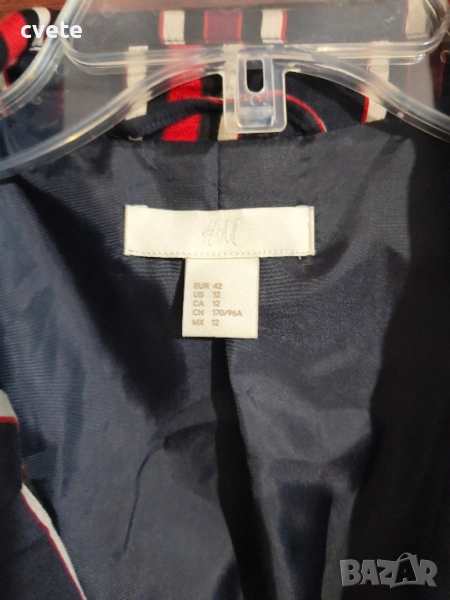 cvete
H&M
EUR 42
US 12
CA 12
CN 170/96A
MX 12
BAZAR